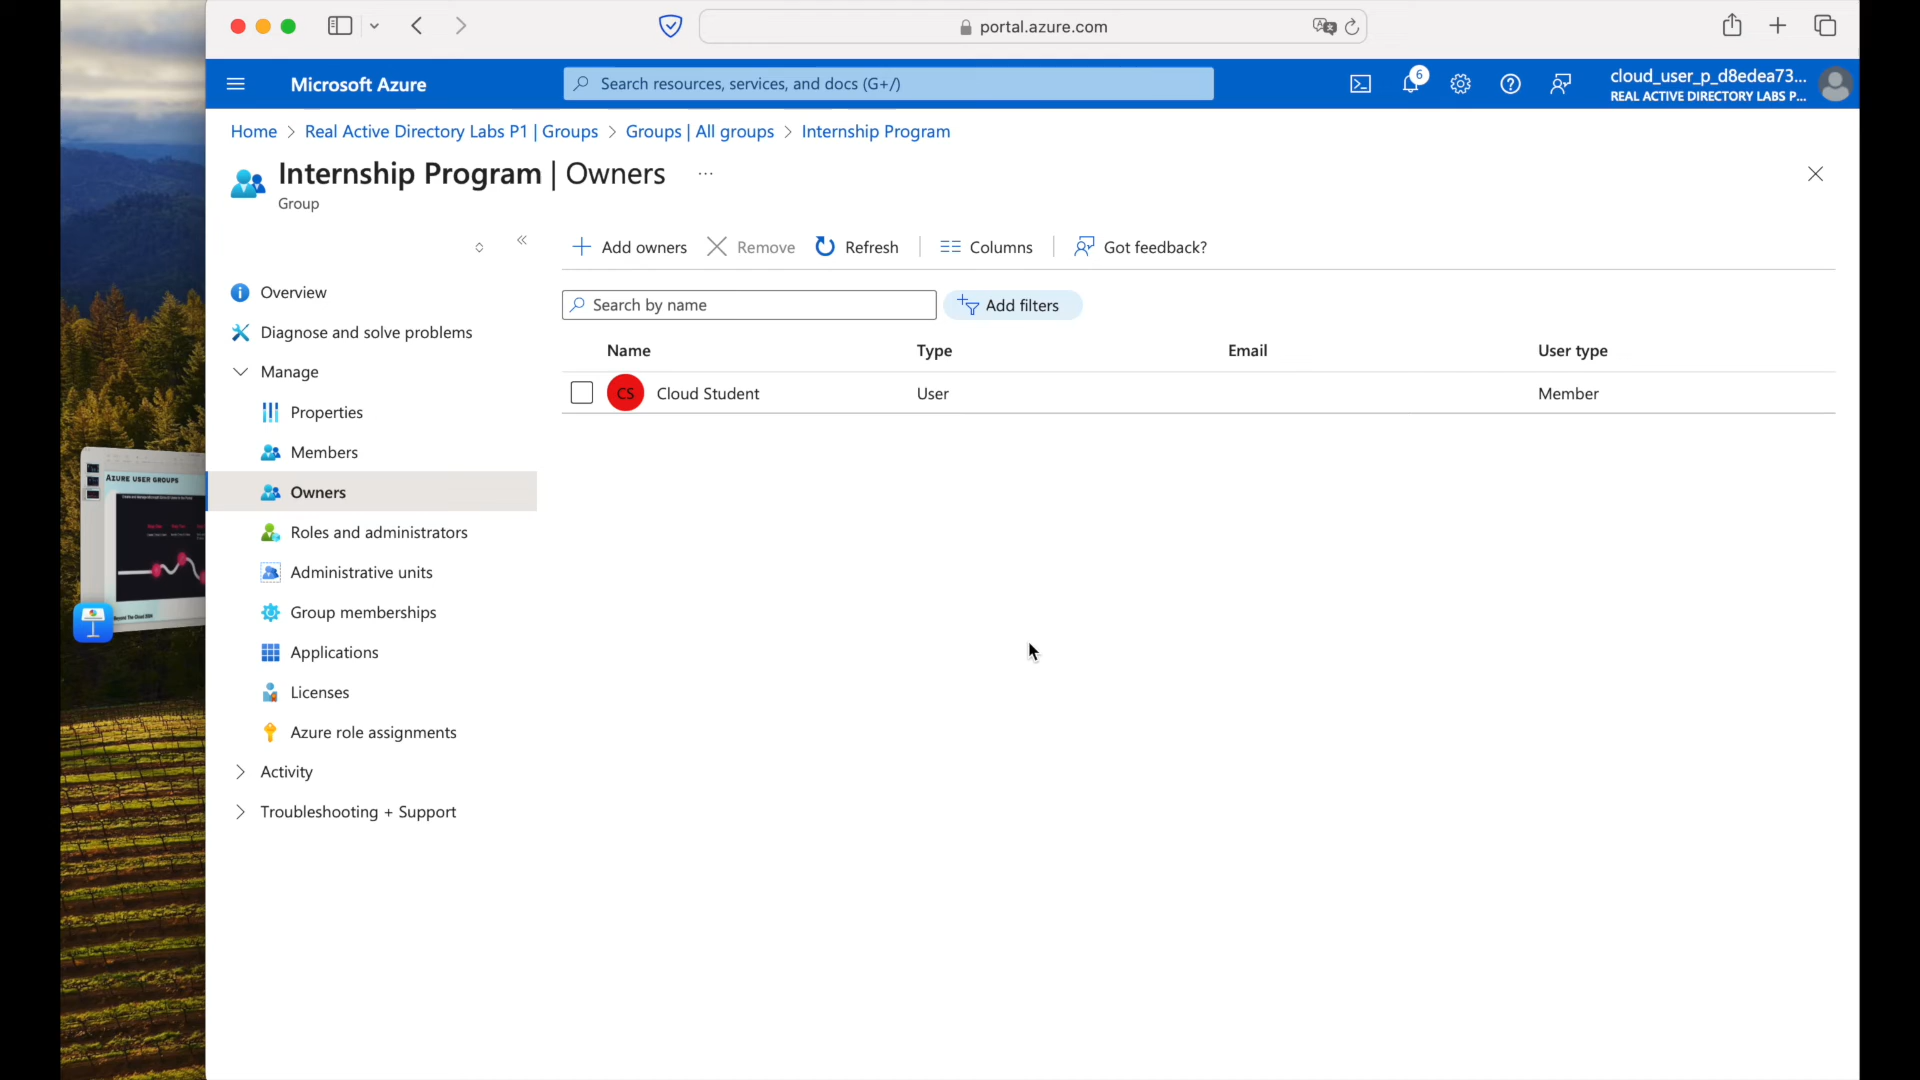 portal.azure.com
Microsoft Azure
Search resources, services, and docs (G+/)
6
cloud_user_p_d8edea73...
REAL ACTIVE DIRECTORY LABS P...
Home > Real Active Directory Labs P1 | Groups > Groups | All groups > Internship Program
Internship Program | Owners ...
Group
Add owners
Remove
Refresh
Columns
Got feedback?
Overview
Diagnose and solve problems
Manage
Properties
Members
Owners
Roles and administrators
Administrative units
Group memberships
Applications
Licenses
Azure role assignments
Activity
Troubleshooting + Support
Search by name
Add filters
Name Type Email User type
CS Cloud Student User Member
AZURE USER GROUPS